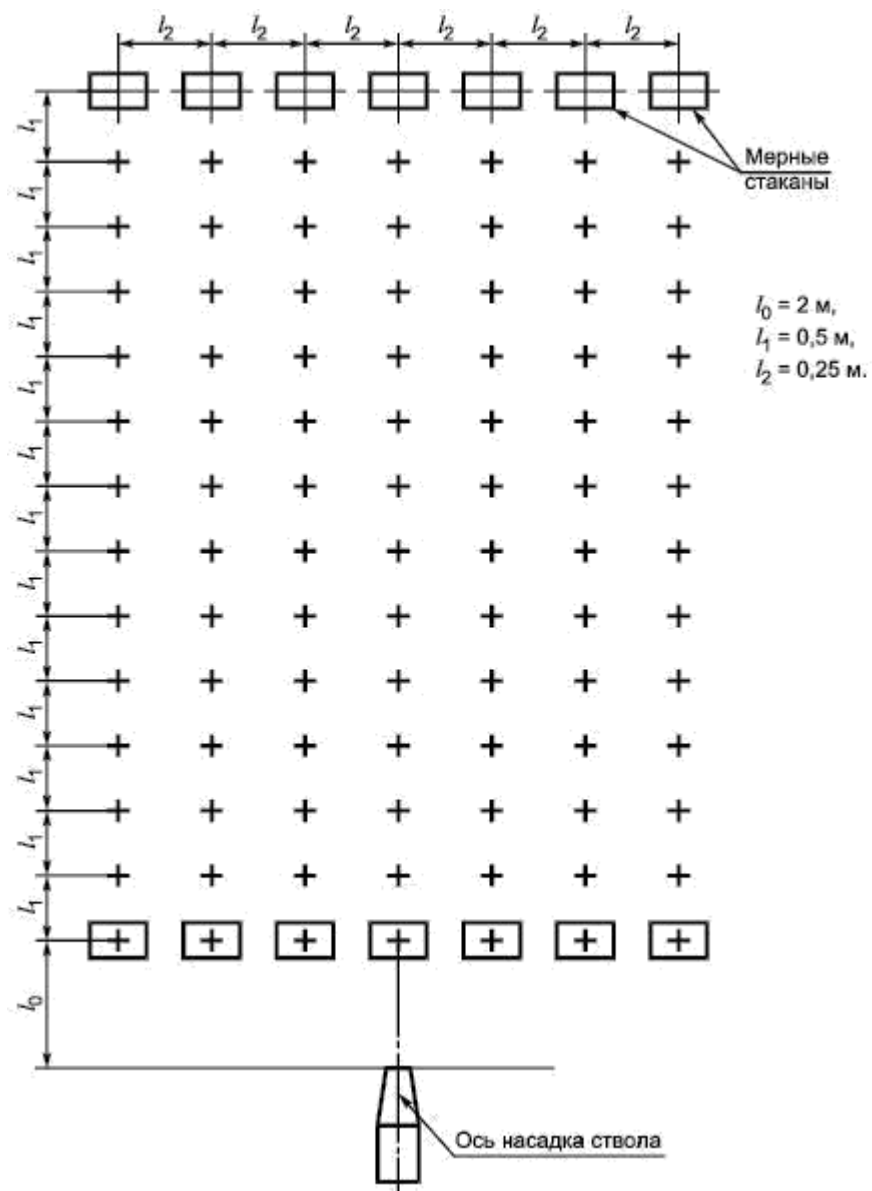 l₂ l₂ l₂ l₂ l₂ l₂
l₁
Мерные
стаканы
l₁
l₁
l₁
l₀ = 2 м,
l₁ = 0,5 м,
l₂ = 0,25 м.
l₁
l₁
l₁
l₁
l₁
l₁
l₁
l₁
l₁
l₀
Ось насадка ствола